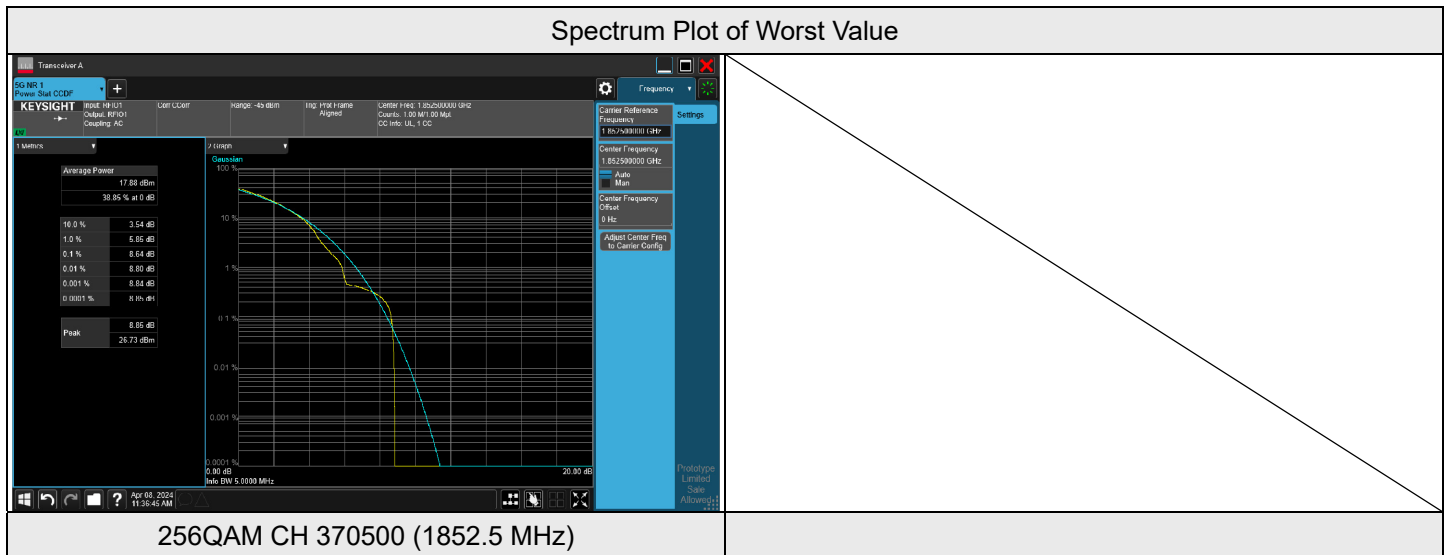 Spectrum Plot of Worst Value
Transceiver A
5G NR 1
Power Stat CCDF
+
Frequency
KEYSIGHT
Input: RFIO1
Output: RFIO1
Coupling: AC
Corr CCorr
Range: -45 dBm
Trig: Prot Frame
Aligned
Center Freq: 1.852500000 GHz
Counts: 1.00 M/1.00 Mpt
CC Info: UL, 1 CC
1 Metrics
Average Power
17.88 dBm
38.85 % at 0 dB
10.0 % 3.54 dB
1.0 % 5.85 dB
0.1 % 8.64 dB
0.01 % 8.80 dB
0.001 % 8.84 dB
0.0001 % 8.85 dB
Peak
8.85 dB
26.73 dBm
2 Graph
Gaussian
100 %
10 %
1 %
0.1 %
0.01 %
0.001 %
0.0001 %
0.00 dB 20.00 dB
Info BW 5.0000 MHz
Carrier Reference
Frequency
1.852500000 GHz
Center Frequency
1.852500000 GHz
Auto
Man
Center Frequency
Offset
0 Hz
Adjust Center Freq
to Carrier Config
Settings
Prototype
Limited
Sale
Allowed
?
Apr 08, 2024
11:36:45 AM
256QAM CH 370500 (1852.5 MHz)